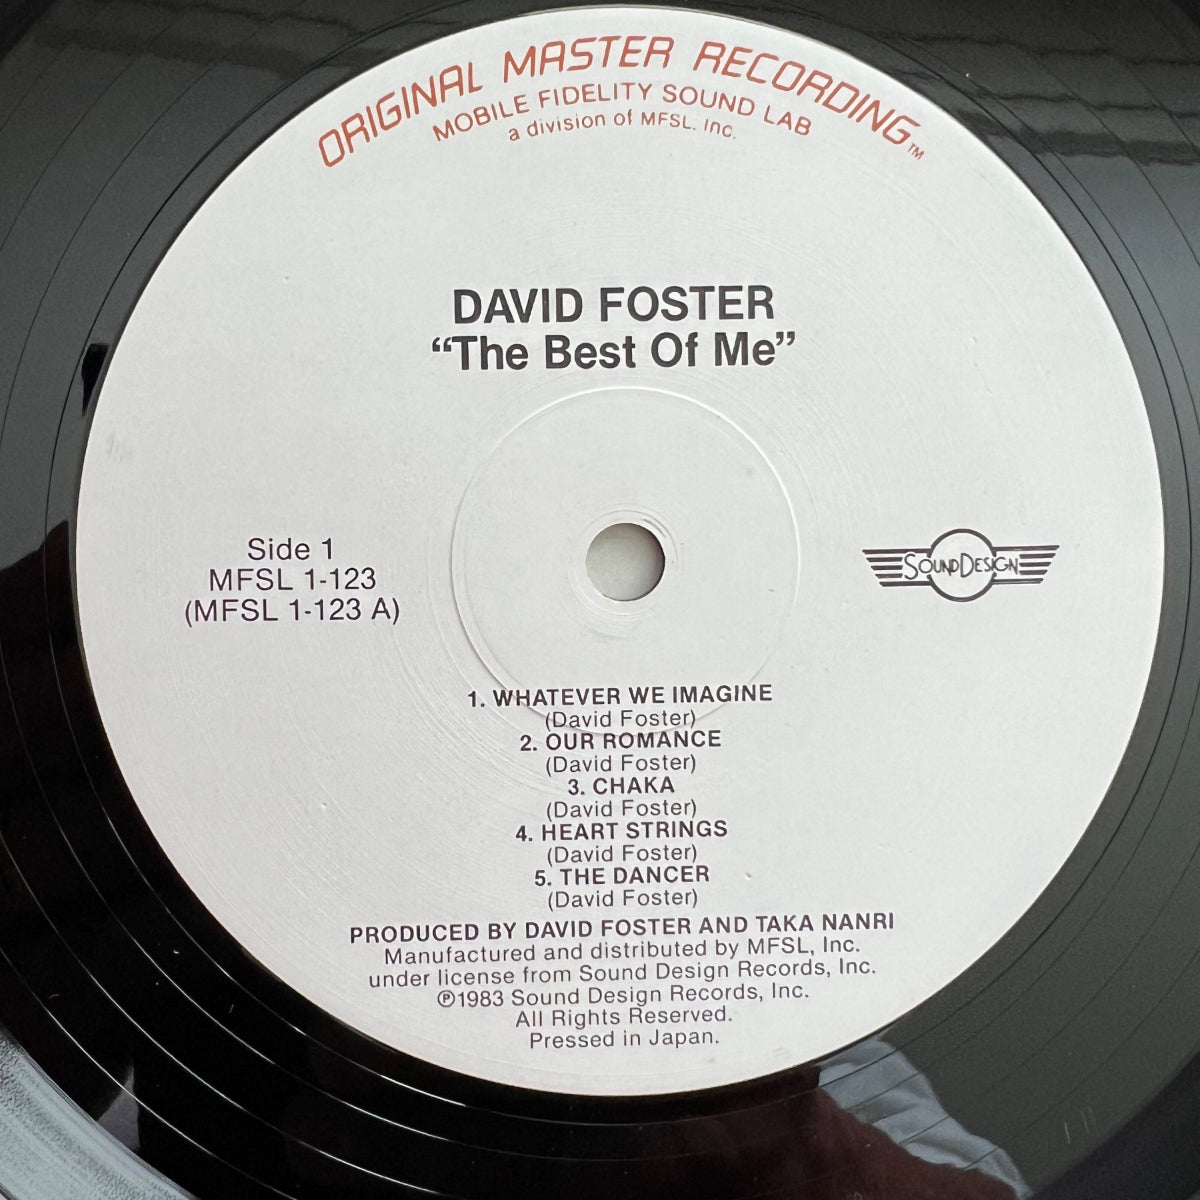 ORIGINAL MASTER RECORDING™
MOBILE FIDELITY SOUND LAB
a division of MFSL. Inc.
DAVID FOSTER
“The Best Of Me”
Side 1
MFSL 1-123
(MFSL 1-123 A)
SOUNDDESIGN
1. WHATEVER WE IMAGINE
(David Foster)
2. OUR ROMANCE
(David Foster)
3. CHAKA
(David Foster)
4. HEART STRINGS
(David Foster)
5. THE DANCER
(David Foster)
PRODUCED BY DAVID FOSTER AND TAKA NANRI
Manufactured and distributed by MFSL, Inc.
under license from Sound Design Records, Inc.
℗1983 Sound Design Records, Inc.
All Rights Reserved.
Pressed in Japan.